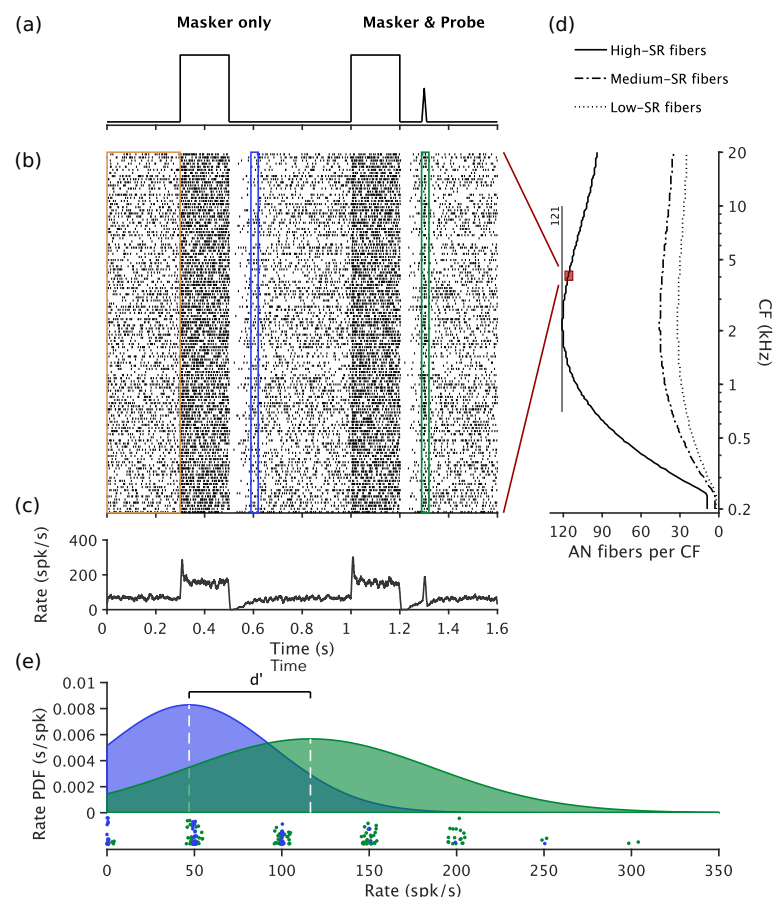 (a)
Masker only
Masker & Probe
(d)
High–SR fibers
Medium–SR fibers
Low–SR fibers
(b)
121
20
10
5
2
1
0.5
0.2
CF (kHz)
120 90 60 30 0
AN fibers per CF
(c)
400
200
0
Rate (spk/s)
0 0.2 0.4 0.6 0.8 1 1.2 1.4 1.6
Time (s)
Time
(e)
d'
0.01
0.008
0.006
0.004
0.002
0
Rate PDF (s/spk)
0 50 100 150 200 250 300 350
Rate (spk/s)